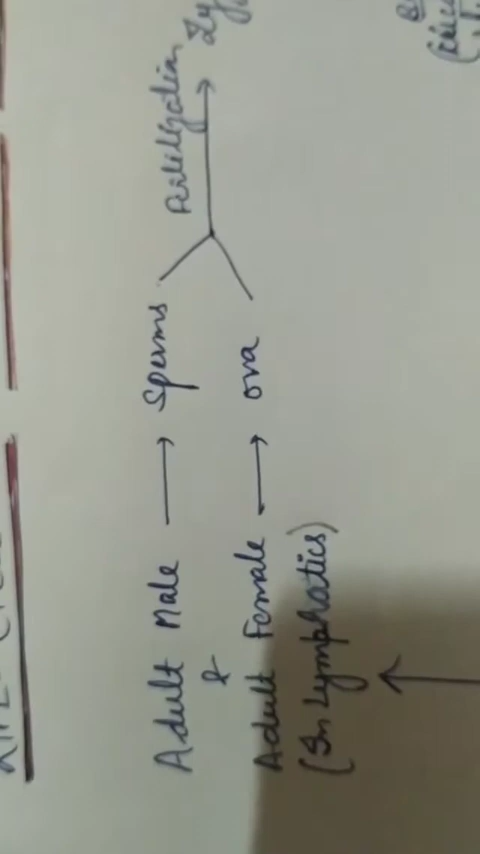 Adult Male → Sperms
&
Adult Female → ova
(In Lymphatics)
Fertilization